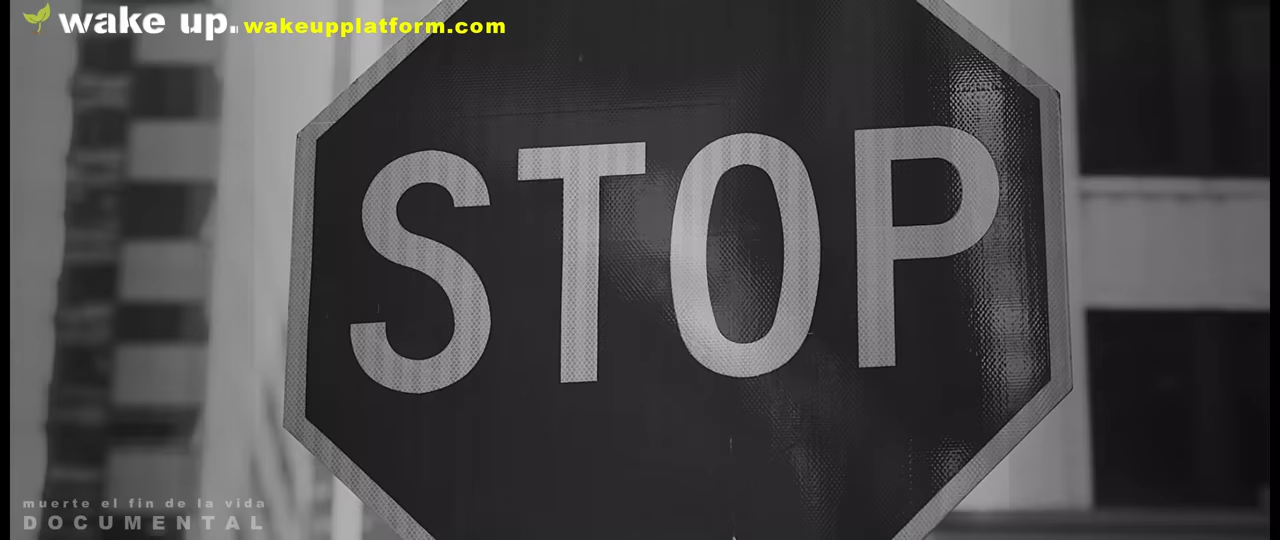 wake up. wakeupplatform.com
STOP
muerte el fin de la vida
DOCUMENTAL